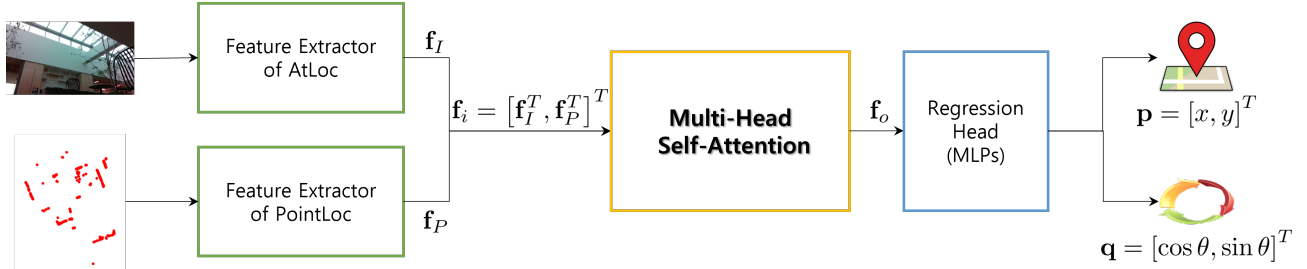 Feature Extractor
of AtLoc
Feature Extractor
of PointLoc
f_I
f_P
f_i = [f_I^T, f_P^T]^T
Multi-Head
Self-Attention
f_o
Regression
Head
(MLPs)
p = [x, y]^T
q = [cos θ, sin θ]^T